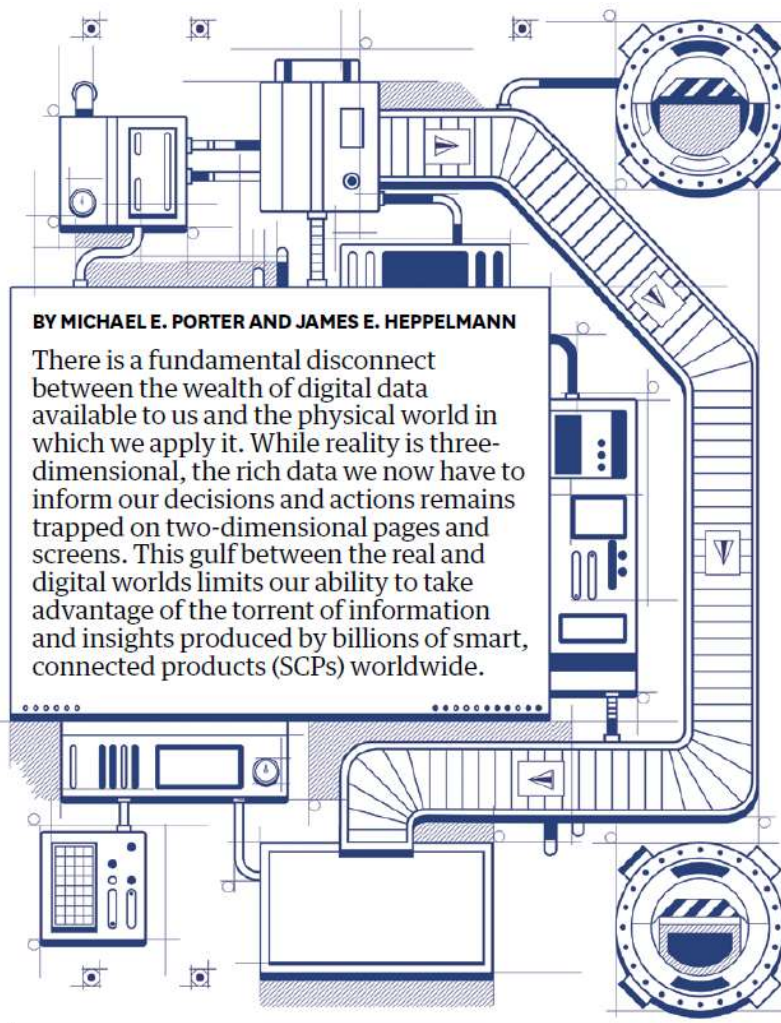 BY MICHAEL E. PORTER AND JAMES E. HEPPELMANN
There is a fundamental disconnect
between the wealth of digital data
available to us and the physical world in
which we apply it. While reality is three-
dimensional, the rich data we now have to
inform our decisions and actions remains
trapped on two-dimensional pages and
screens. This gulf between the real and
digital worlds limits our ability to take
advantage of the torrent of information
and insights produced by billions of smart,
connected products (SCPs) worldwide.